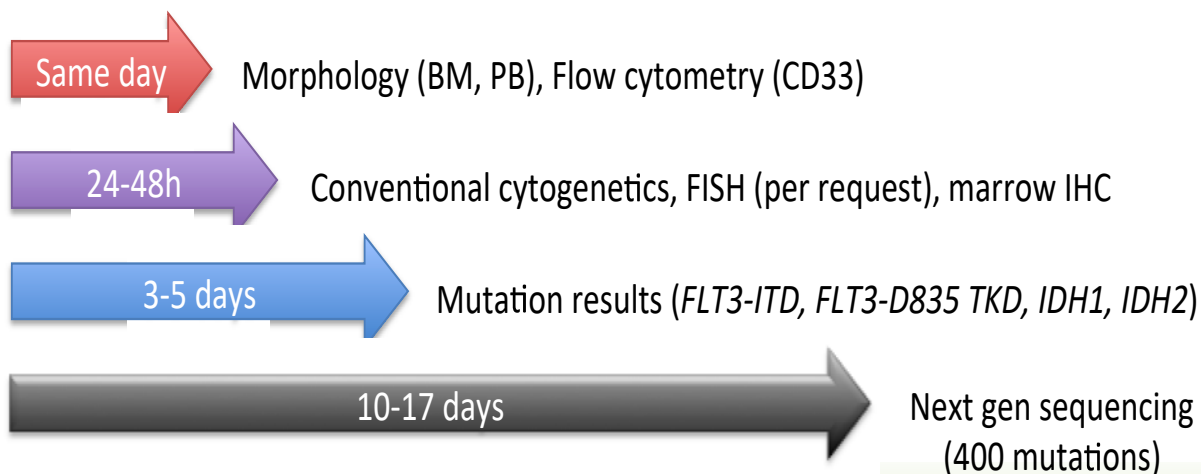 Same day
Morphology (BM, PB), Flow cytometry (CD33)
24-48h
Conventional cytogenetics, FISH (per request), marrow IHC
3-5 days
Mutation results (FLT3-ITD, FLT3-D835 TKD, IDH1, IDH2)
10-17 days
Next gen sequencing
(400 mutations)